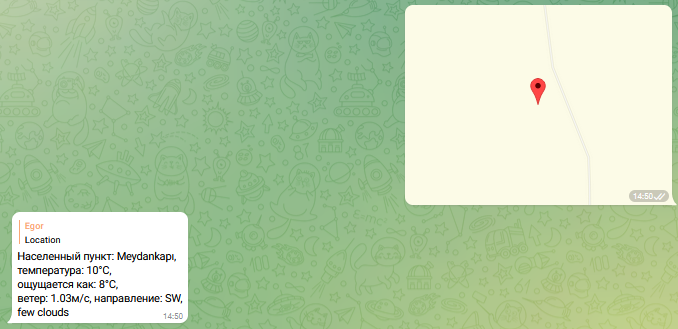 14:50
Egor
Location
Населенный пункт: Meydankapı,
температура: 10°C,
ощущается как: 8°C,
ветер: 1.03м/с, направление: SW,
few clouds
14:50